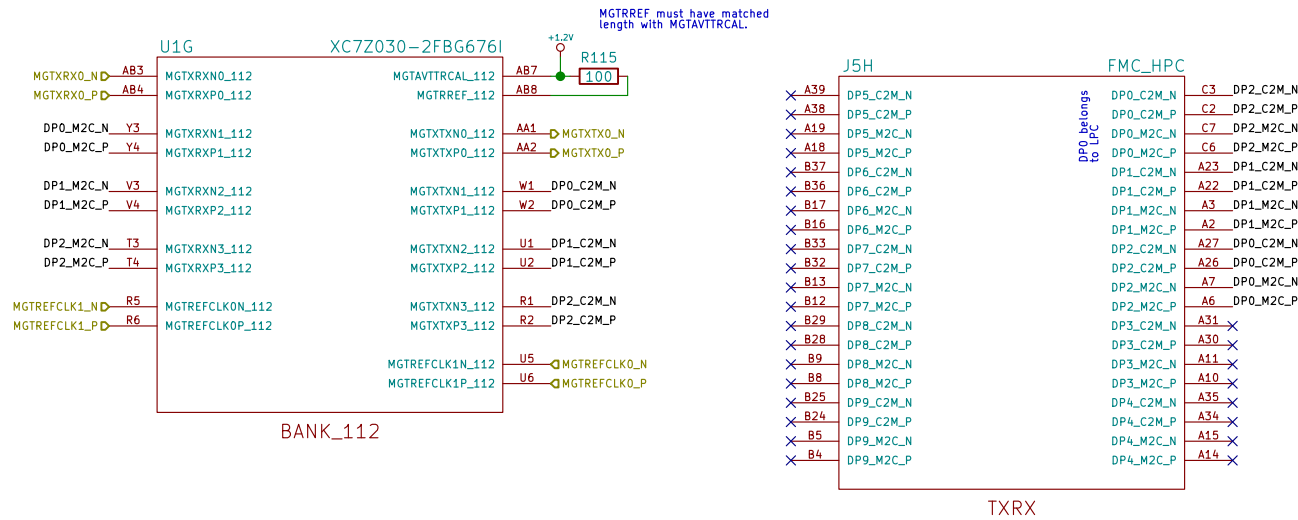 MGTRREF must have matched
length with MGTAVTTRCAL.
+1.2V
R115
100
U1G
XC7Z030-2FBG676I
MGTXRX0_N AB3 MGTXRXN0_112 MGTAVTTRCAL_112 AB7
MGTXRX0_P AB4 MGTXRXP0_112 MGTRREF_112 AB8
DP0_M2C_N Y3 MGTXRXN1_112 MGTXTXN0_112 AA1 MGTXTX0_N
DP0_M2C_P Y4 MGTXRXP1_112 MGTXTXP0_112 AA2 MGTXTX0_P
DP1_M2C_N V3 MGTXRXN2_112 MGTXTXN1_112 W1 DP0_C2M_N
DP1_M2C_P V4 MGTXRXP2_112 MGTXTXP1_112 W2 DP0_C2M_P
DP2_M2C_N T3 MGTXRXN3_112 MGTXTXN2_112 U1 DP1_C2M_N
DP2_M2C_P T4 MGTXRXP3_112 MGTXTXP2_112 U2 DP1_C2M_P
MGTREFCLK1_N R5 MGTREFCLK0N_112 MGTXTXN3_112 R1 DP2_C2M_N
MGTREFCLK1_P R6 MGTREFCLK0P_112 MGTXTXP3_112 R2 DP2_C2M_P
MGTREFCLK1N_112 U5 MGTREFCLK0_N
MGTREFCLK1P_112 U6 MGTREFCLK0_P
BANK_112
J5H
FMC_HPC
DP0 belongs
to LPC
A39 DP5_C2M_N DP0_C2M_N C3 DP2_C2M_N
A38 DP5_C2M_P DP0_C2M_P C2 DP2_C2M_P
A19 DP5_M2C_N DP0_M2C_N C7 DP2_M2C_N
A18 DP5_M2C_P DP0_M2C_P C6 DP2_M2C_P
B37 DP6_C2M_N DP1_C2M_N A23 DP1_C2M_N
B36 DP6_C2M_P DP1_C2M_P A22 DP1_C2M_P
B17 DP6_M2C_N DP1_M2C_N A3 DP1_M2C_N
B16 DP6_M2C_P DP1_M2C_P A2 DP1_M2C_P
B33 DP7_C2M_N DP2_C2M_N A27 DP0_C2M_N
B32 DP7_C2M_P DP2_C2M_P A26 DP0_C2M_P
B13 DP7_M2C_N DP2_M2C_N A7 DP0_M2C_N
B12 DP7_M2C_P DP2_M2C_P A6 DP0_M2C_P
B29 DP8_C2M_N DP3_C2M_N A31
B28 DP8_C2M_P DP3_C2M_P A30
B9 DP8_M2C_N DP3_M2C_N A11
B8 DP8_M2C_P DP3_M2C_P A10
B25 DP9_C2M_N DP4_C2M_N A35
B24 DP9_C2M_P DP4_C2M_P A34
B5 DP9_M2C_N DP4_M2C_N A15
B4 DP9_M2C_P DP4_M2C_P A14
TXRX